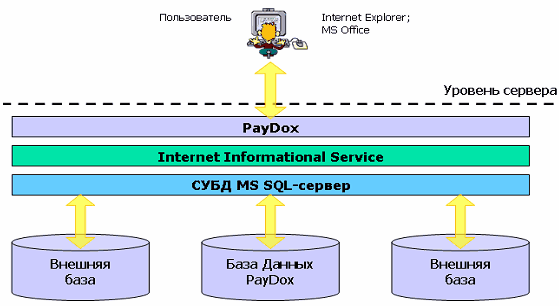 Пользователь
Internet Explorer;
MS Office
Уровень сервера
PayDox
Internet Informational Service
СУБД MS SQL-сервер
Внешняя
база
База Данных
PayDox
Внешняя
база